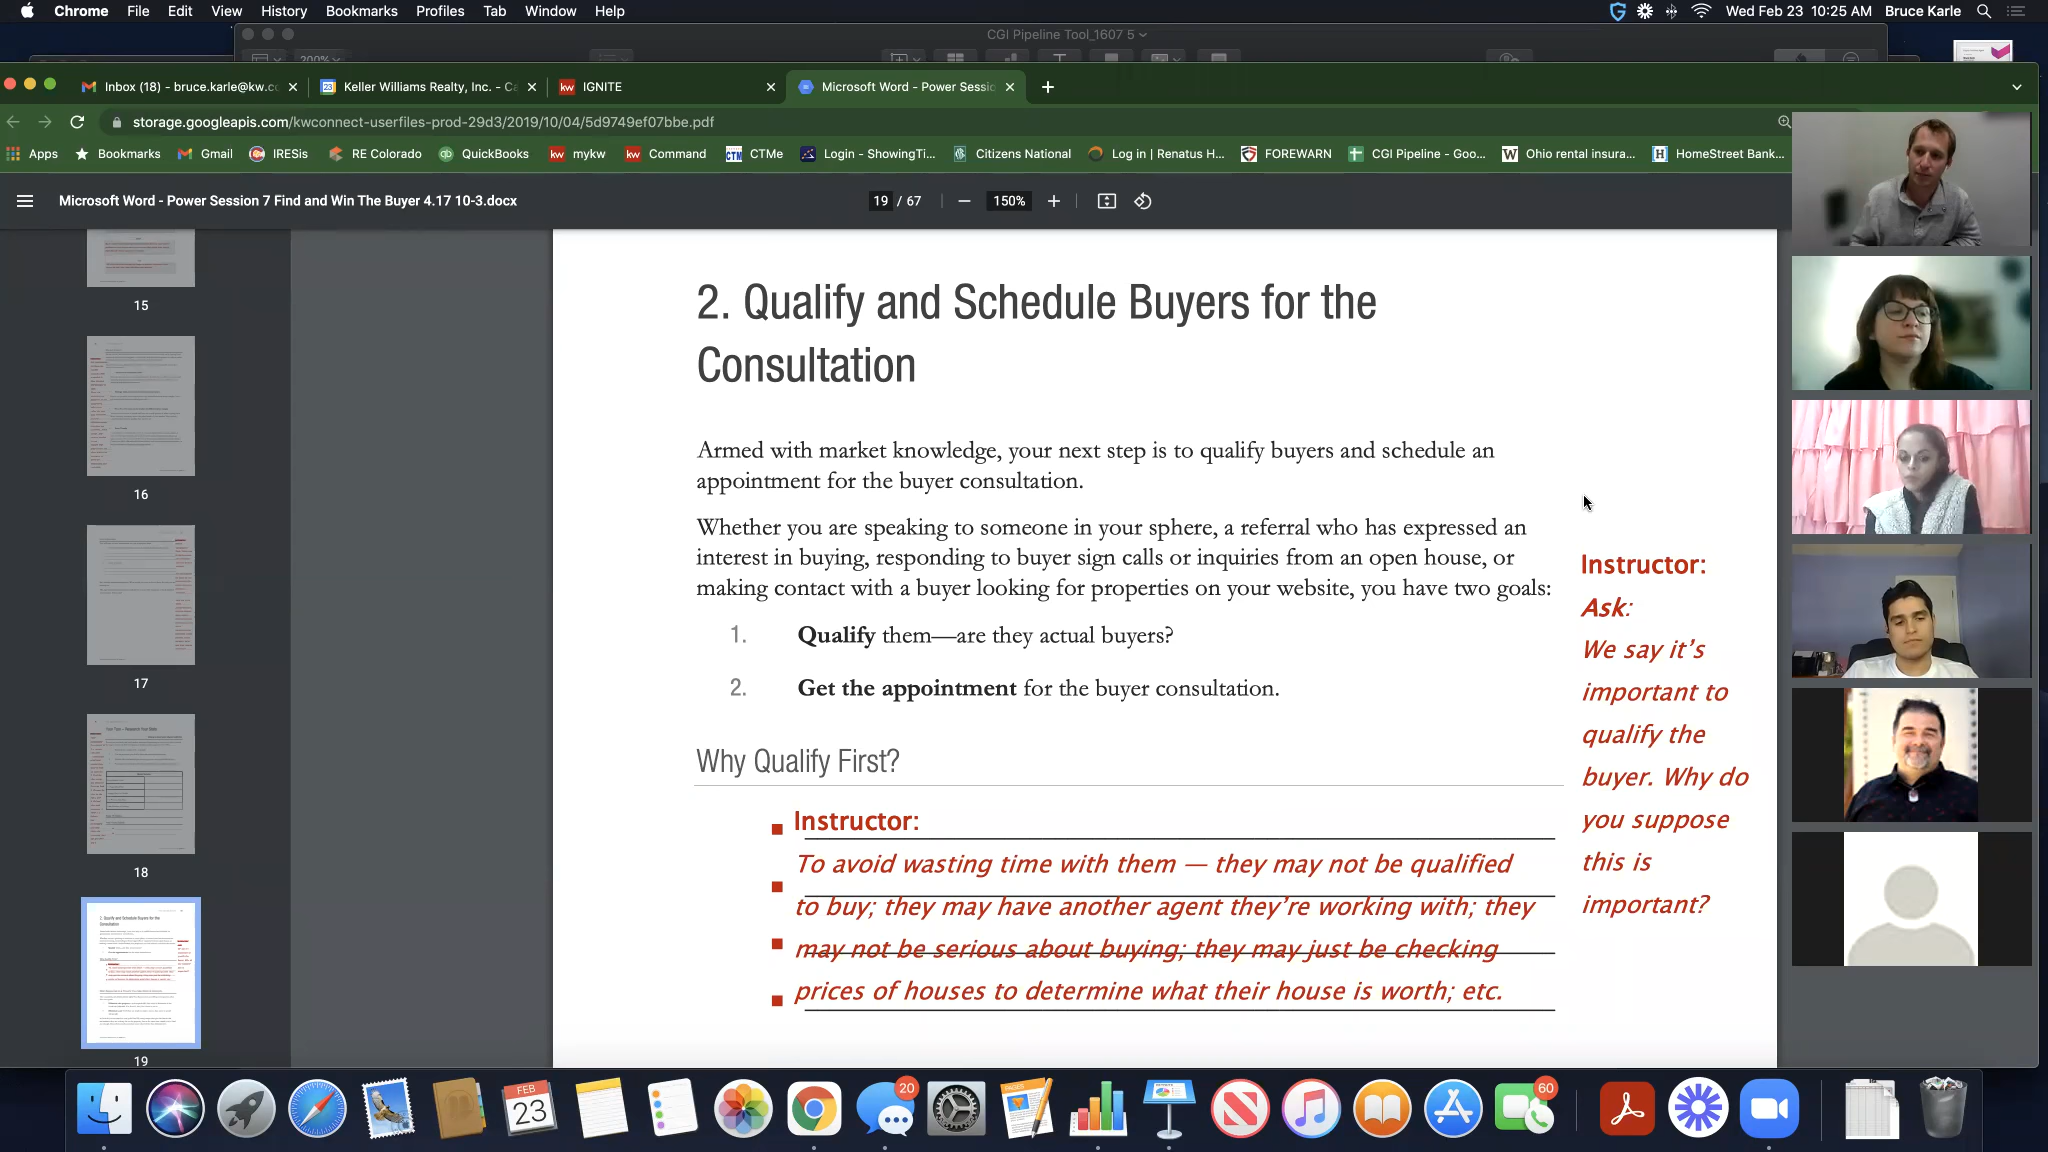 Chrome File Edit View History Bookmarks Profiles Tab Window Help Wed Feb 23 10:25 AM Bruce Karle
CGI Pipeline Tool_1607 5
200%
Inbox (18) - bruce.karle@kw.c
Keller Williams Realty, Inc. - Ca
kw IGNITE
Microsoft Word - Power Sessio
storage.googleapis.com/kwconnect-userfiles-prod-29d3/2019/10/04/5d9749ef07bbe.pdf
Apps Bookmarks Gmail IRESis RE Colorado QuickBooks kw mykw kw Command CTM CTMe Login - ShowingTi... Citizens National Log in | Renatus H... FOREWARN CGI Pipeline - Goo... W Ohio rental insura... H HomeStreet Bank...
Microsoft Word - Power Session 7 Find and Win The Buyer 4.17 10-3.docx
19 / 67
150%
15
16
17
18
19
2. Qualify and Schedule Buyers for the
Consultation
Armed with market knowledge, your next step is to qualify buyers and schedule an
appointment for the buyer consultation.
Whether you are speaking to someone in your sphere, a referral who has expressed an
interest in buying, responding to buyer sign calls or inquiries from an open house, or
making contact with a buyer looking for properties on your website, you have two goals:
1. Qualify them—are they actual buyers?
2. Get the appointment for the buyer consultation.
Why Qualify First?
Instructor:
To avoid wasting time with them — they may not be qualified
to buy; they may have another agent they're working with; they
may not be serious about buying; they may just be checking
prices of houses to determine what their house is worth; etc.
Instructor:
Ask:
We say it's
important to
qualify the
buyer. Why do
you suppose
this is
important?
FEB
23
20
PAGES
60